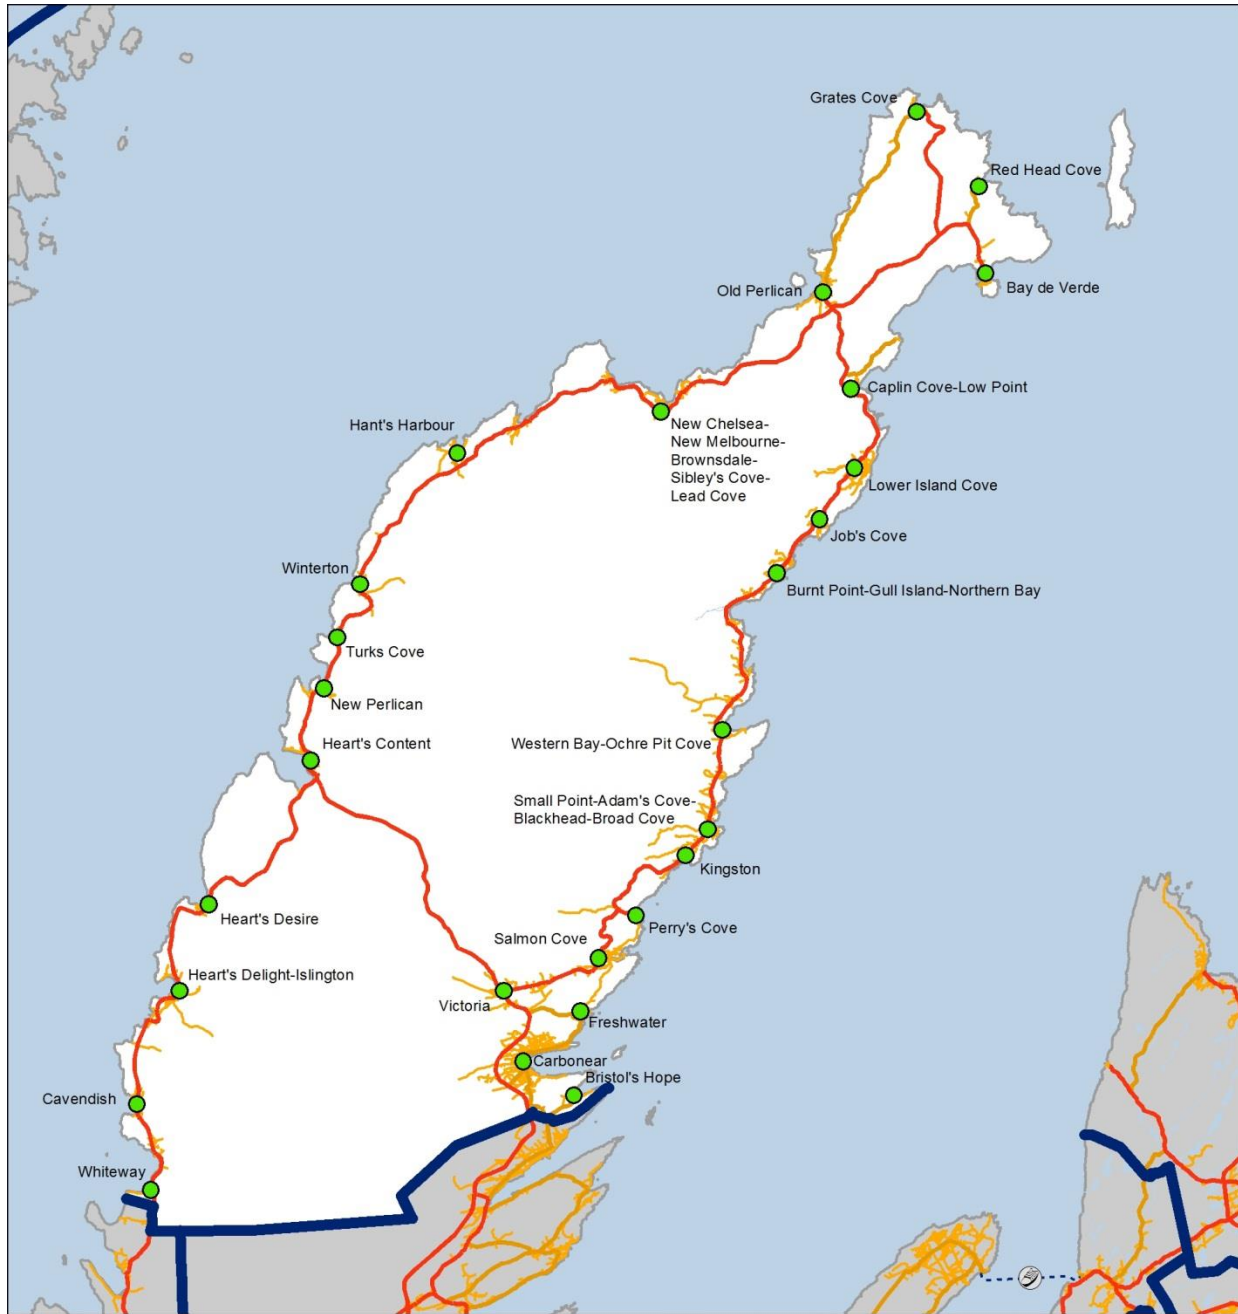 Grates Cove
Red Head Cove
Old Perlican
Bay de Verde
Caplin Cove-Low Point
Hant's Harbour
New Chelsea-
New Melbourne-
Brownsdale-
Sibley's Cove-
Lead Cove
Lower Island Cove
Job's Cove
Winterton
Burnt Point-Gull Island-Northern Bay
Turks Cove
New Perlican
Heart's Content
Western Bay-Ochre Pit Cove
Small Point-Adam's Cove-
Blackhead-Broad Cove
Kingston
Heart's Desire
Perry's Cove
Salmon Cove
Heart's Delight-Islington
Victoria
Freshwater
Carbonear
Bristol's Hope
Cavendish
Whiteway